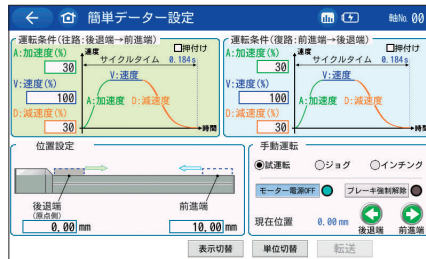 簡単データー設定
軸No. 00
運転条件(往路:後退端→前進端)
A:加速度(%)
30
V:速度(%)
100
D:減速度(%)
30
速度
□押付け
サイクルタイム 0.184s
V:速度
A:加速度 D:減速度
時間
運転条件(復路:前進端→後退端)
A:加速度(%)
30
V:速度(%)
100
D:減速度(%)
30
速度
□押付け
サイクルタイム 0.184s
V:速度
A:加速度 D:減速度
時間
位置設定
後退端
(原点側)
0.00 mm
前進端
10.00 mm
手動運転
試運転 ジョグ インチング
モーター電源OFF ブレーキ強制解除
現在位置 0.00 mm
後退端 前進端
表示切替 単位切替 転送